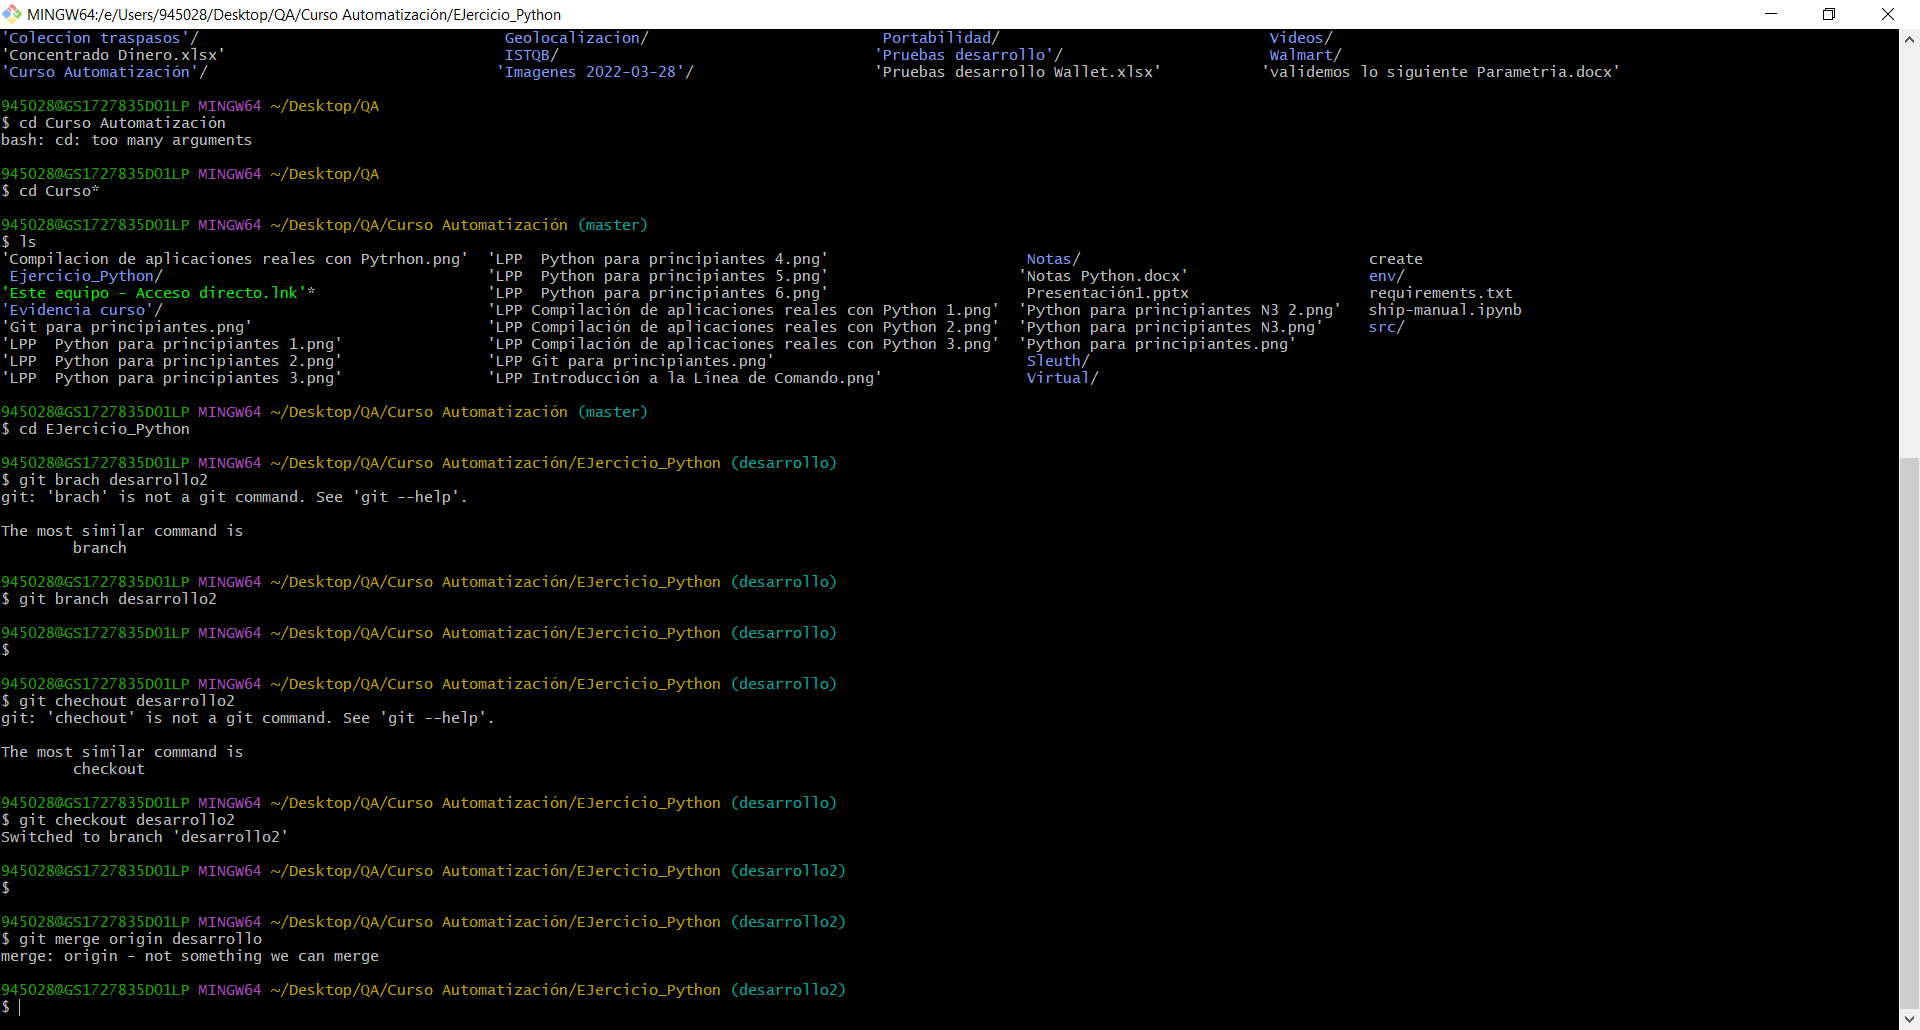 MINGW64:/e/Users/945028/Desktop/QA/Curso Automatización/EJercicio_Python
'Coleccion traspasos'/ Geolocalizacion/ Portabilidad/ Videos/
'Concentrado Dinero.xlsx' ISTQB/ 'Pruebas desarrollo'/ Walmart/
'Curso Automatización'/ 'Imagenes 2022-03-28'/ 'Pruebas desarrollo Wallet.xlsx' 'validemos lo siguiente Parametria.docx'
945028@GS1727835D01LP MINGW64 ~/Desktop/QA
$ cd Curso Automatización
bash: cd: too many arguments
945028@GS1727835D01LP MINGW64 ~/Desktop/QA
$ cd Curso*
945028@GS1727835D01LP MINGW64 ~/Desktop/QA/Curso Automatización (master)
$ ls
'Compilacion de aplicaciones reales con Pytrhon.png' 'LPP  Python para principiantes 4.png' Notas/ create
Ejercicio_Python/ 'LPP  Python para principiantes 5.png' 'Notas Python.docx' env/
'Este equipo - Acceso directo.lnk'* 'LPP  Python para principiantes 6.png' Presentación1.pptx requirements.txt
'Evidencia curso'/ 'LPP Compilación de aplicaciones reales con Python 1.png' 'Python para principiantes N3 2.png' ship-manual.ipynb
'Git para principiantes.png' 'LPP Compilación de aplicaciones reales con Python 2.png' 'Python para principiantes N3.png' src/
'LPP  Python para principiantes 1.png' 'LPP Compilación de aplicaciones reales con Python 3.png' 'Python para principiantes.png'
'LPP  Python para principiantes 2.png' 'LPP Git para principiantes.png' Sleuth/
'LPP  Python para principiantes 3.png' 'LPP Introducción a la Línea de Comando.png' Virtual/
945028@GS1727835D01LP MINGW64 ~/Desktop/QA/Curso Automatización (master)
$ cd EJercicio_Python
945028@GS1727835D01LP MINGW64 ~/Desktop/QA/Curso Automatización/EJercicio_Python (desarrollo)
$ git brach desarrollo2
git: 'brach' is not a git command. See 'git --help'.
The most similar command is
branch
945028@GS1727835D01LP MINGW64 ~/Desktop/QA/Curso Automatización/EJercicio_Python (desarrollo)
$ git branch desarrollo2
945028@GS1727835D01LP MINGW64 ~/Desktop/QA/Curso Automatización/EJercicio_Python (desarrollo)
$
945028@GS1727835D01LP MINGW64 ~/Desktop/QA/Curso Automatización/EJercicio_Python (desarrollo)
$ git chechout desarrollo2
git: 'chechout' is not a git command. See 'git --help'.
The most similar command is
checkout
945028@GS1727835D01LP MINGW64 ~/Desktop/QA/Curso Automatización/EJercicio_Python (desarrollo)
$ git checkout desarrollo2
Switched to branch 'desarrollo2'
945028@GS1727835D01LP MINGW64 ~/Desktop/QA/Curso Automatización/EJercicio_Python (desarrollo2)
$
945028@GS1727835D01LP MINGW64 ~/Desktop/QA/Curso Automatización/EJercicio_Python (desarrollo2)
$ git merge origin desarrollo
merge: origin - not something we can merge
945028@GS1727835D01LP MINGW64 ~/Desktop/QA/Curso Automatización/EJercicio_Python (desarrollo2)
$